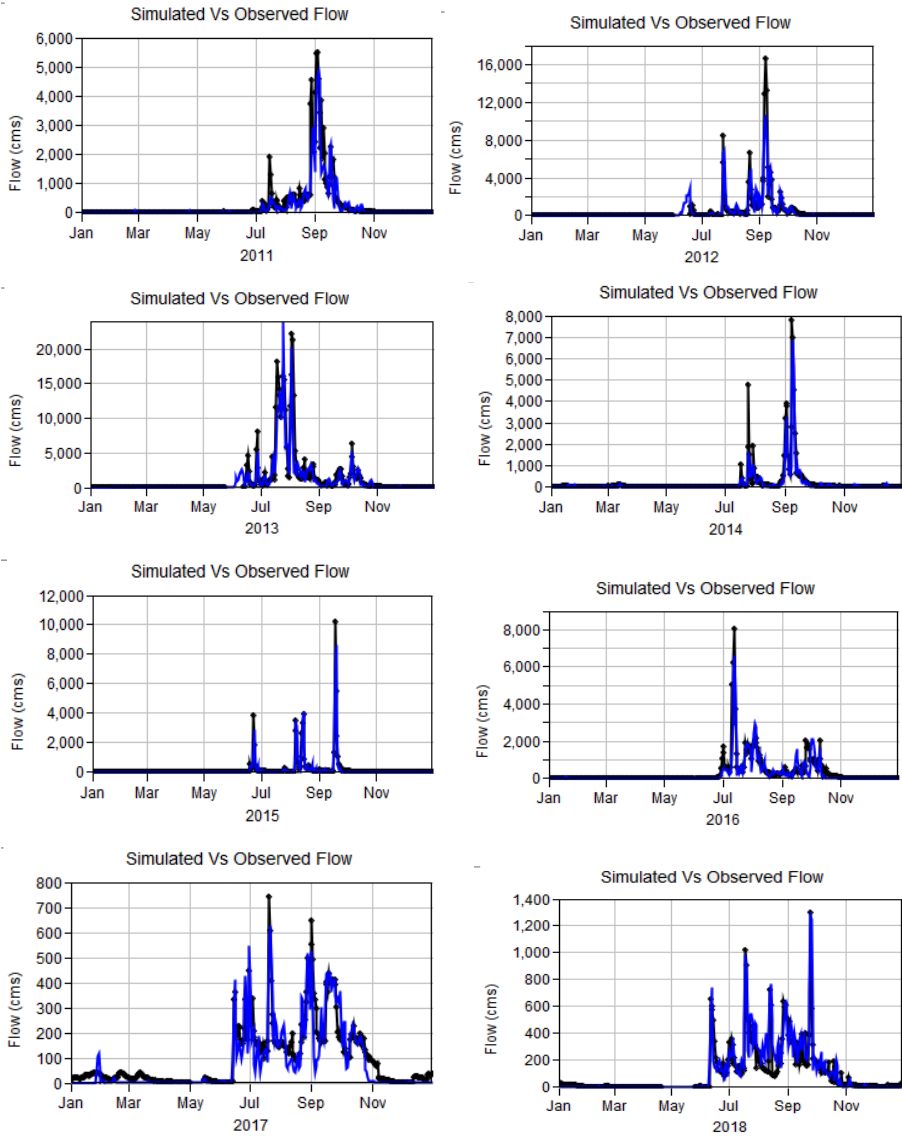 Simulated Vs Observed Flow
6,000
5,000
4,000
3,000
2,000
1,000
0
Flow (cms)
Jan Mar May Jul Sep Nov
2011
Simulated Vs Observed Flow
16,000
12,000
8,000
4,000
0
Flow (cms)
Jan Mar May Jul Sep Nov
2012
Simulated Vs Observed Flow
20,000
15,000
10,000
5,000
0
Flow (cms)
Jan Mar May Jul Sep Nov
2013
Simulated Vs Observed Flow
8,000
7,000
6,000
5,000
4,000
3,000
2,000
1,000
0
Flow (cms)
Jan Mar May Jul Sep Nov
2014
Simulated Vs Observed Flow
12,000
10,000
8,000
6,000
4,000
2,000
0
Flow (cms)
Jan Mar May Jul Sep Nov
2015
Simulated Vs Observed Flow
8,000
6,000
4,000
2,000
0
Flow (cms)
Jan Mar May Jul Sep Nov
2016
Simulated Vs Observed Flow
800
700
600
500
400
300
200
100
0
Flow (cms)
Jan Mar May Jul Sep Nov
2017
Simulated Vs Observed Flow
1,400
1,200
1,000
800
600
400
200
0
Flow (cms)
Jan Mar May Jul Sep Nov
2018